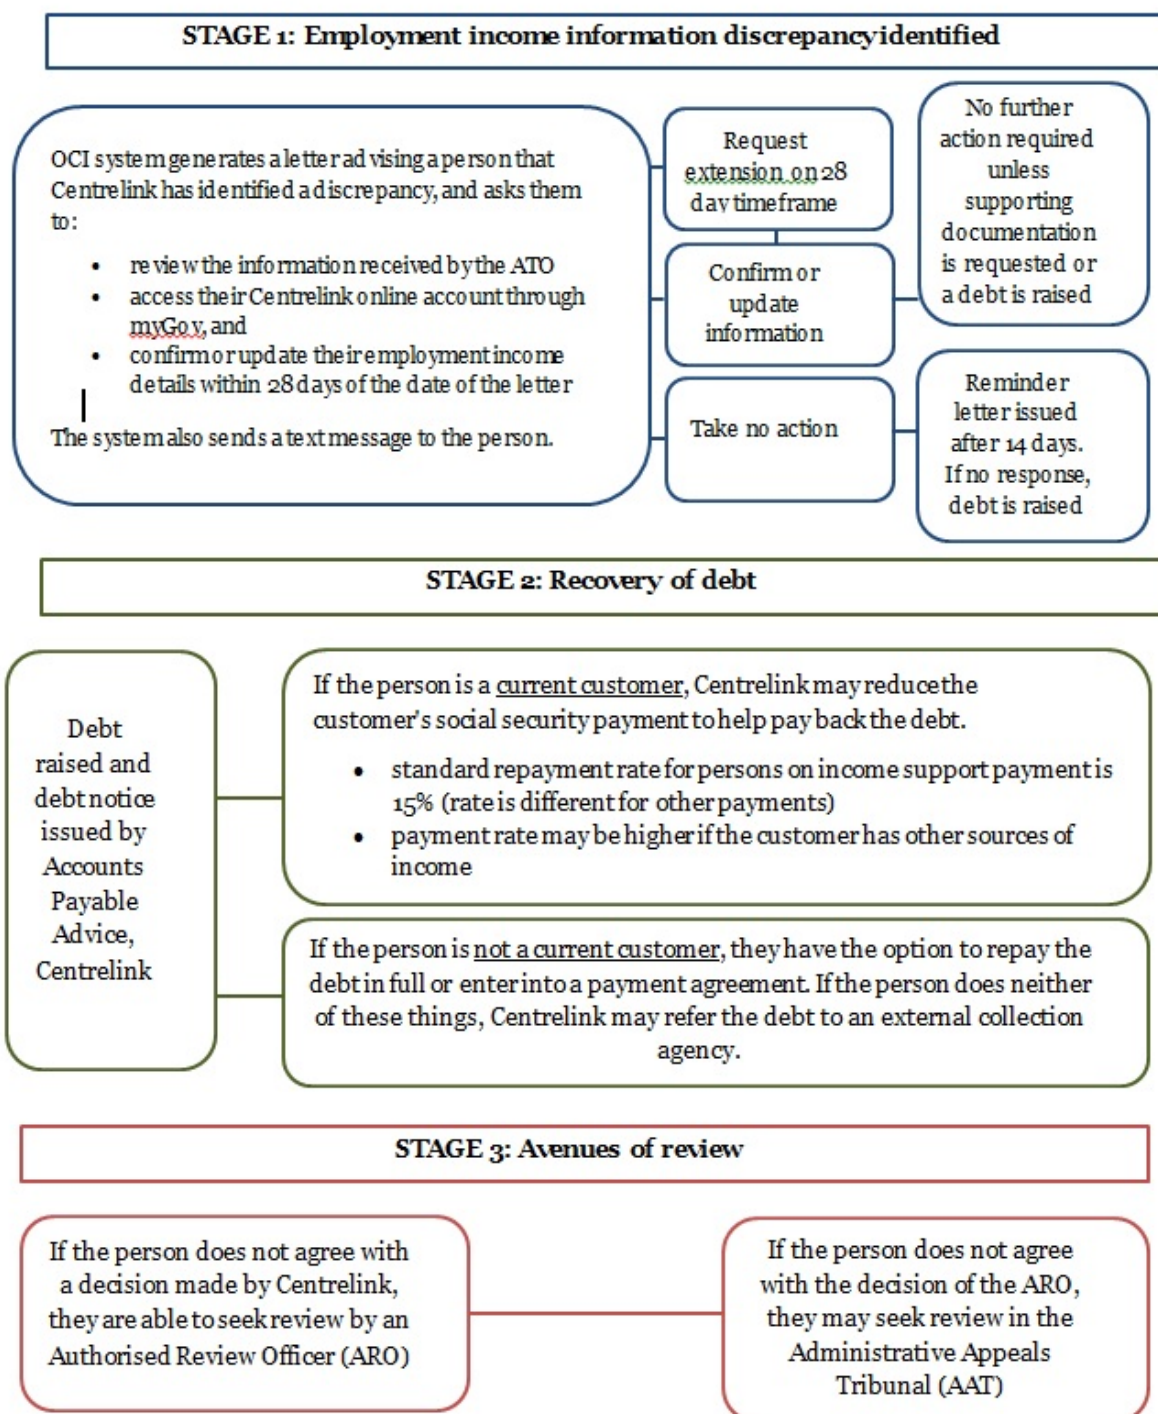 STAGE 1: Employment income information discrepancy identified
OCI system generates a letter advising a person that
Centrelink has identified a discrepancy, and asks them
to:
• review the information received by the ATO
• access their Centrelink online account through
myGov, and
• confirm or update their employment income
details within 28 days of the date of the letter
The system also sends a text message to the person.
Request
extension on 28
day timeframe
Confirm or
update
information
Take no action
No further
action required
unless
supporting
documentation
is requested or
a debt is raised
Reminder
letter issued
after 14 days.
If no response,
debt is raised
STAGE 2: Recovery of debt
Debt
raised and
debt notice
issued by
Accounts
Payable
Advice,
Centrelink
If the person is a current customer, Centrelink may reduce the
customer's social security payment to help pay back the debt.
• standard repayment rate for persons on income support payment is
15% (rate is different for other payments)
• payment rate may be higher if the customer has other sources of
income
If the person is not a current customer, they have the option to repay the
debt in full or enter into a payment agreement. If the person does neither
of these things, Centrelink may refer the debt to an external collection
agency.
STAGE 3: Avenues of review
If the person does not agree with
a decision made by Centrelink,
they are able to seek review by an
Authorised Review Officer (ARO)
If the person does not agree
with the decision of the ARO,
they may seek review in the
Administrative Appeals
Tribunal (AAT)